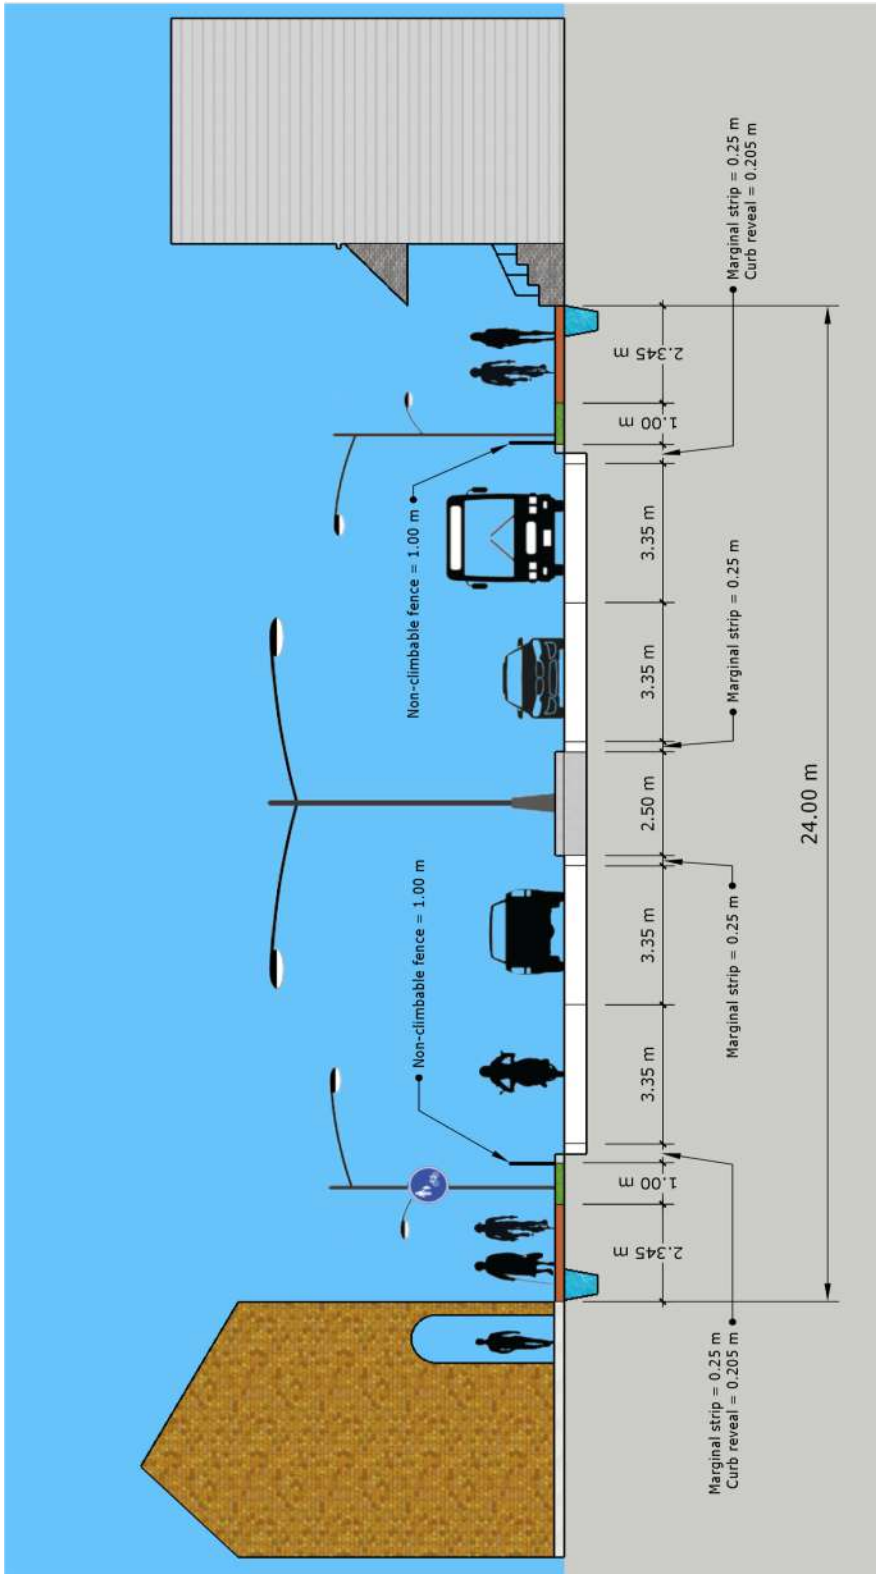 Non-climbable fence = 1.00 m
Non-climbable fence = 1.00 m
2.345 m
1.00 m
3.35 m
3.35 m
2.50 m
3.35 m
3.35 m
1.00 m
2.345 m
Marginal strip = 0.25 m
Curb reveal = 0.205 m
Marginal strip = 0.25 m
Marginal strip = 0.25 m
Marginal strip = 0.25 m
Curb reveal = 0.205 m
24.00 m